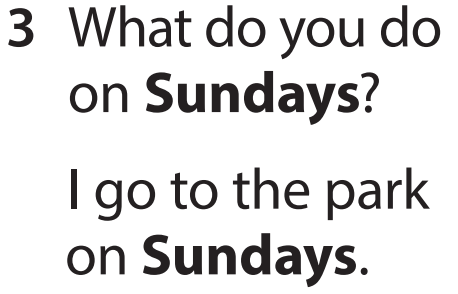 3 What do you do
on Sundays?
I go to the park
on Sundays.